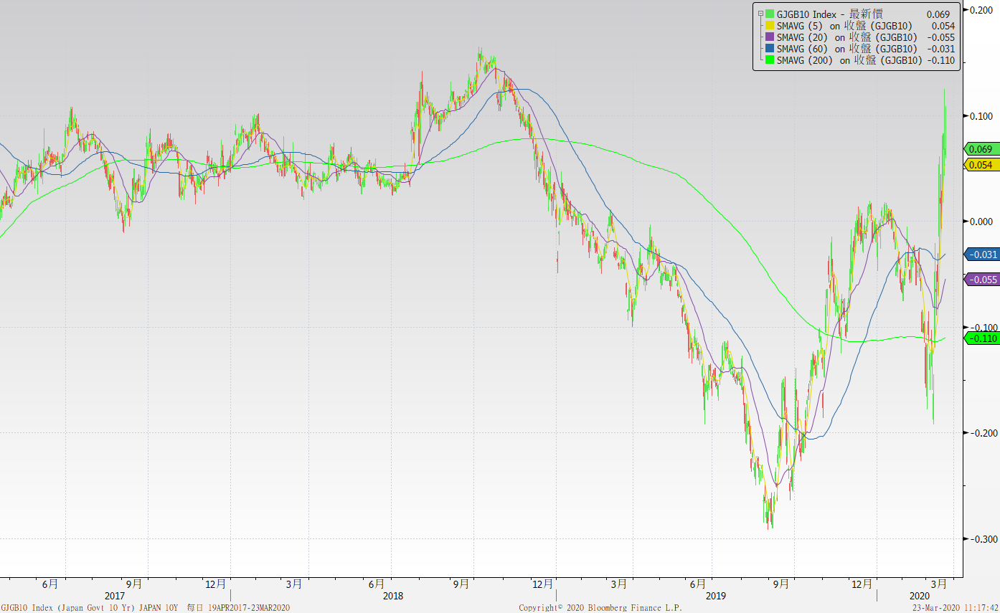 GJGB10 Index - 最新價 0.069
SMAVG (5) on 收盤 (GJGB10) 0.054
SMAVG (20) on 收盤 (GJGB10) -0.055
SMAVG (60) on 收盤 (GJGB10) -0.031
SMAVG (200) on 收盤 (GJGB10) -0.110
0.200
0.100
0.069
0.054
0.000
-0.031
-0.055
-0.100
-0.110
-0.200
-0.300
6月 9月 12月 3月 6月 9月 12月 3月 6月 9月 12月 3月
2017 2018 2019 2020
GJGB10 Index (Japan Govt 10 Yr) JAPAN 10Y 每日 19APR2017-23MAR2020 Copyright© 2020 Bloomberg Finance L.P. 23-Mar-2020 11:17:42